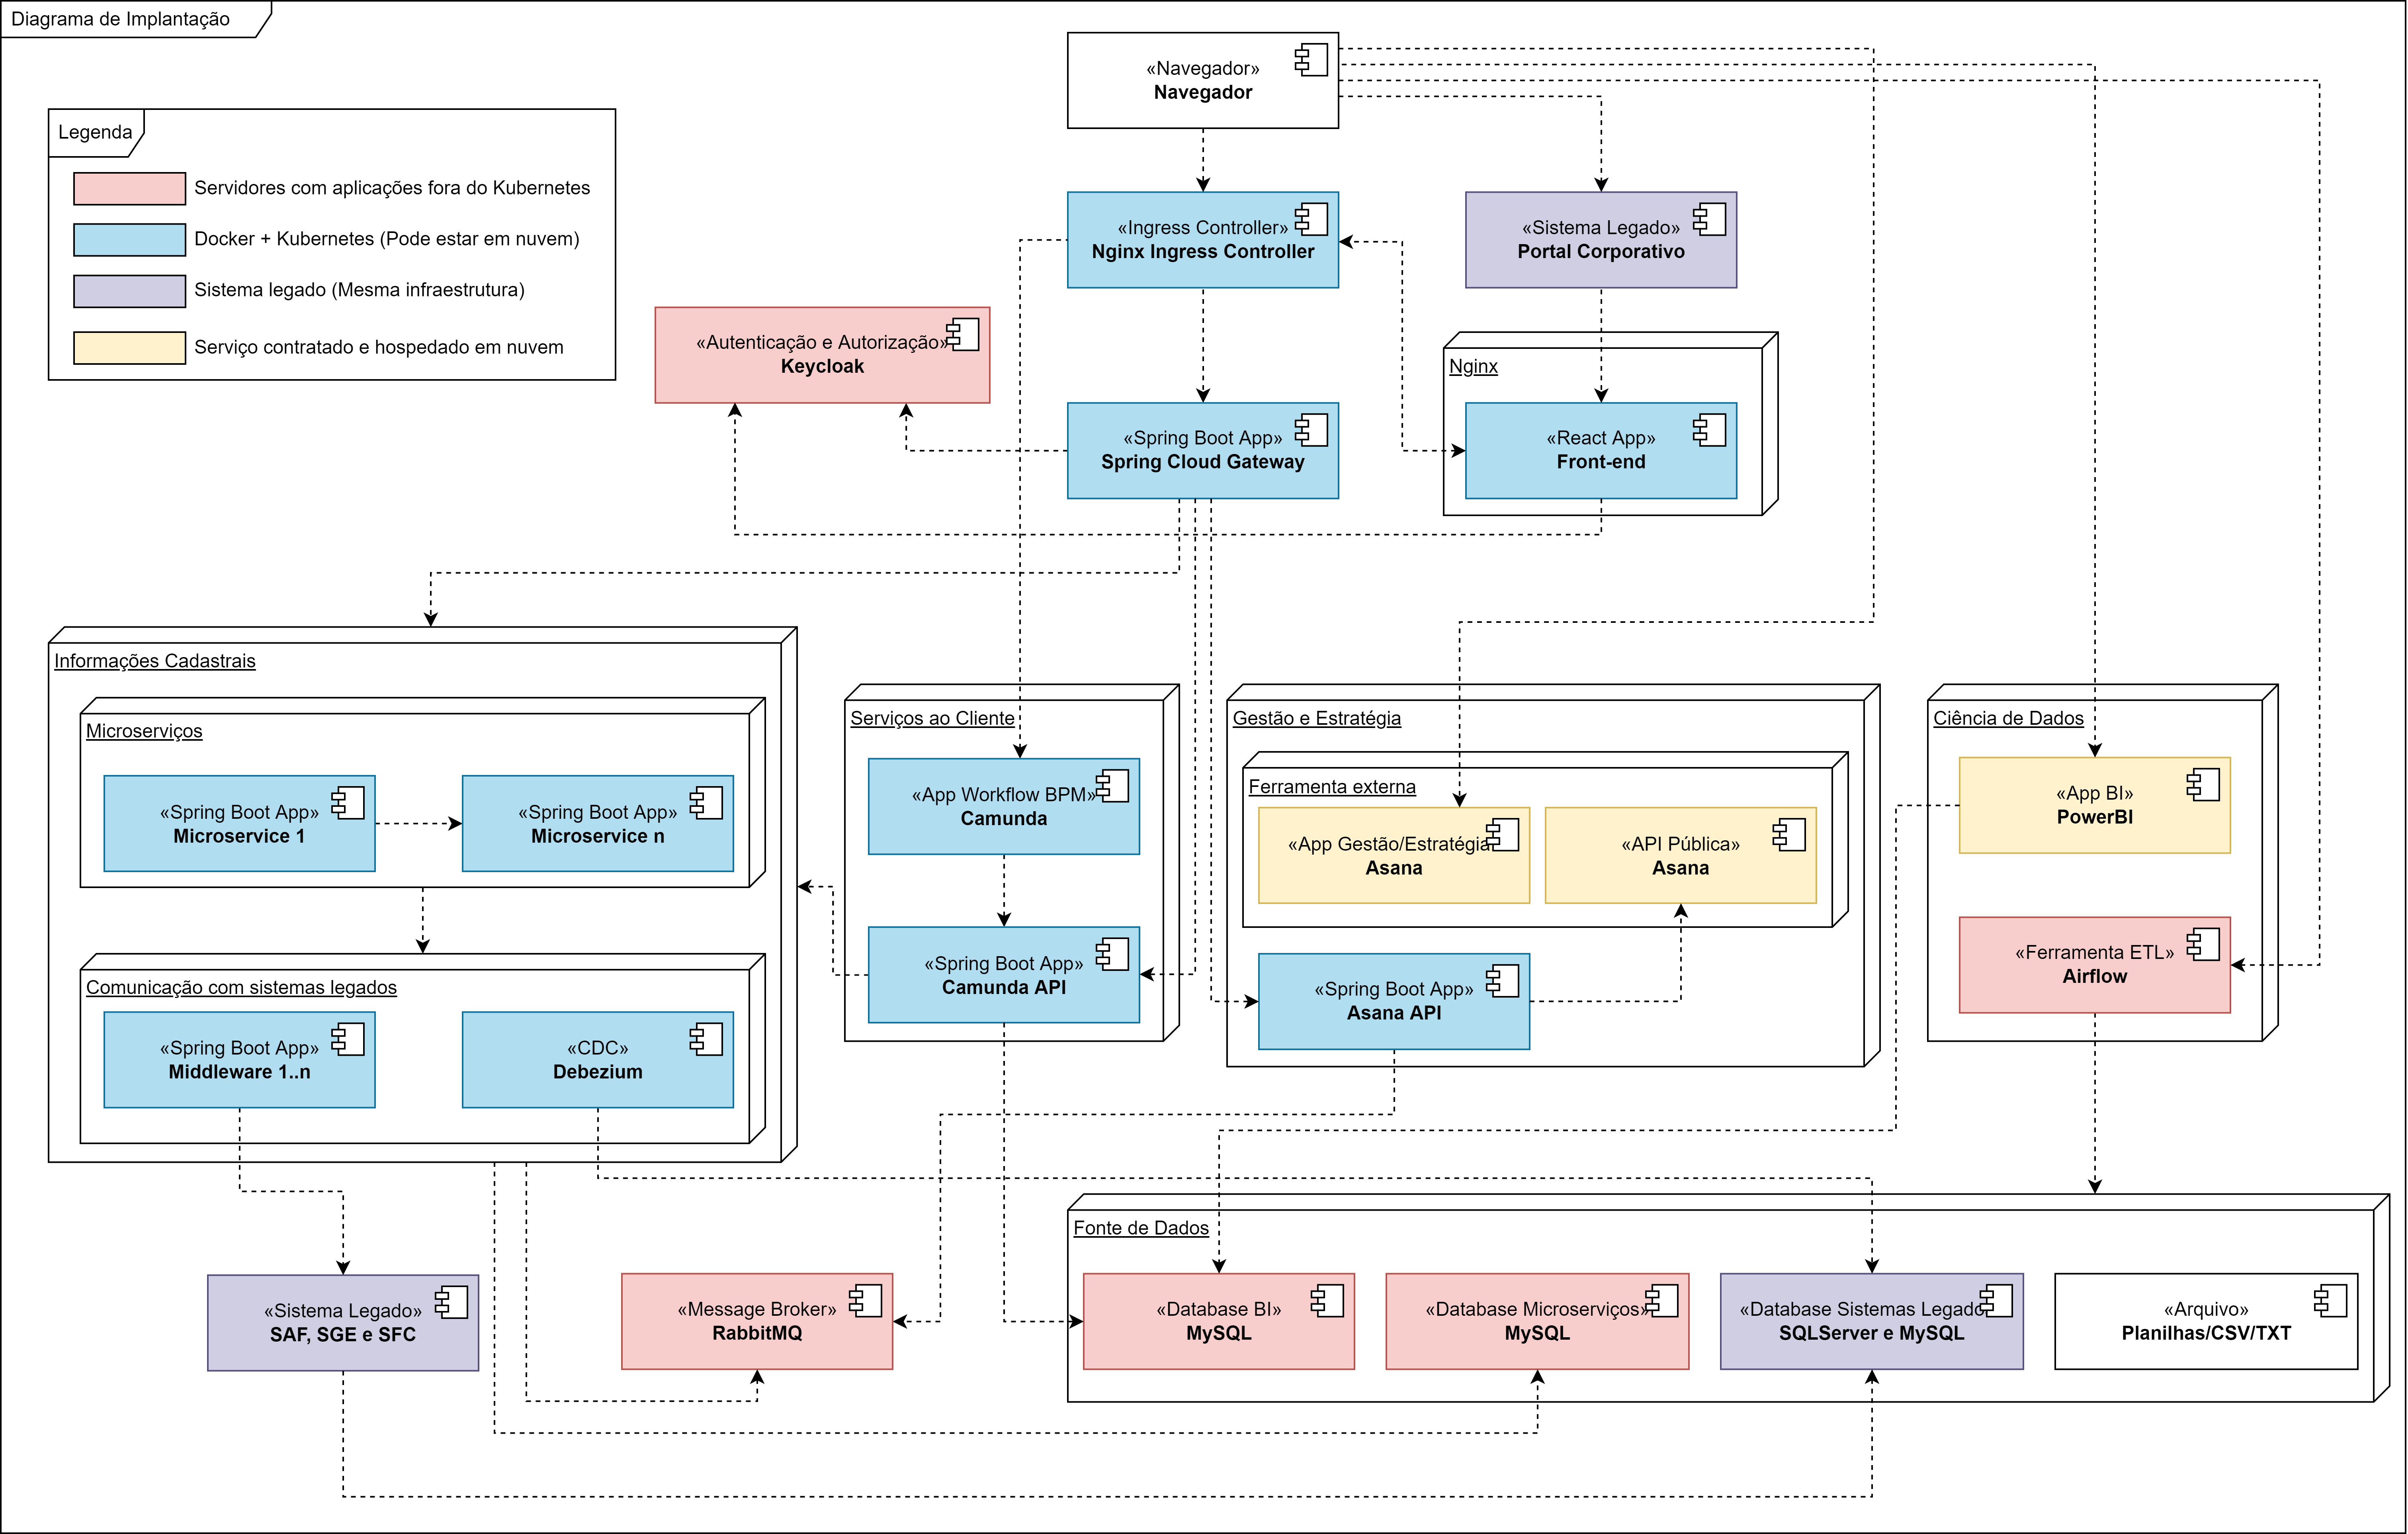 Diagrama de Implantação
«Navegador»
Navegador
Legenda
Servidores com aplicações fora do Kubernetes
Docker + Kubernetes (Pode estar em nuvem)
Sistema legado (Mesma infraestrutura)
Serviço contratado e hospedado em nuvem
«Ingress Controller»
Nginx Ingress Controller
«Sistema Legado»
Portal Corporativo
«Autenticação e Autorização»
Keycloak
Nginx
«Spring Boot App»
Spring Cloud Gateway
«React App»
Front-end
Informações Cadastrais
Microserviços
«Spring Boot App»
Microservice 1
«Spring Boot App»
Microservice n
Comunicação com sistemas legados
«Spring Boot App»
Middleware 1..n
«CDC»
Debezium
Serviços ao Cliente
«App Workflow BPM»
Camunda
«Spring Boot App»
Camunda API
Gestão e Estratégia
Ferramenta externa
«App Gestão/Estratégia
Asana
«API Pública»
Asana
«Spring Boot App»
Asana API
Ciência de Dados
«App BI»
PowerBI
«Ferramenta ETL»
Airflow
«Sistema Legado»
SAF, SGE e SFC
«Message Broker»
RabbitMQ
Fonte de Dados
«Database BI»
MySQL
«Database Microserviços»
MySQL
«Database Sistemas Legado
SQLServer e MySQL
«Arquivo»
Planilhas/CSV/TXT